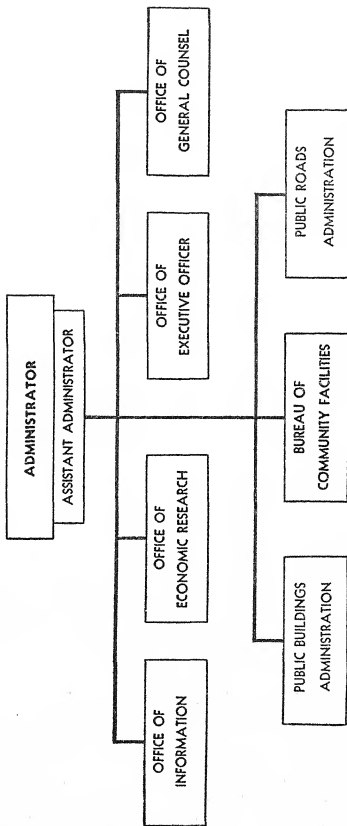 ADMINISTRATOR
ASSISTANT ADMINISTRATOR
OFFICE OF
INFORMATION
OFFICE OF
ECONOMIC RESEARCH
OFFICE OF
EXECUTIVE OFFICER
OFFICE OF
GENERAL COUNSEL
PUBLIC BUILDINGS
ADMINISTRATION
BUREAU OF
COMMUNITY FACILITIES
PUBLIC ROADS
ADMINISTRATION